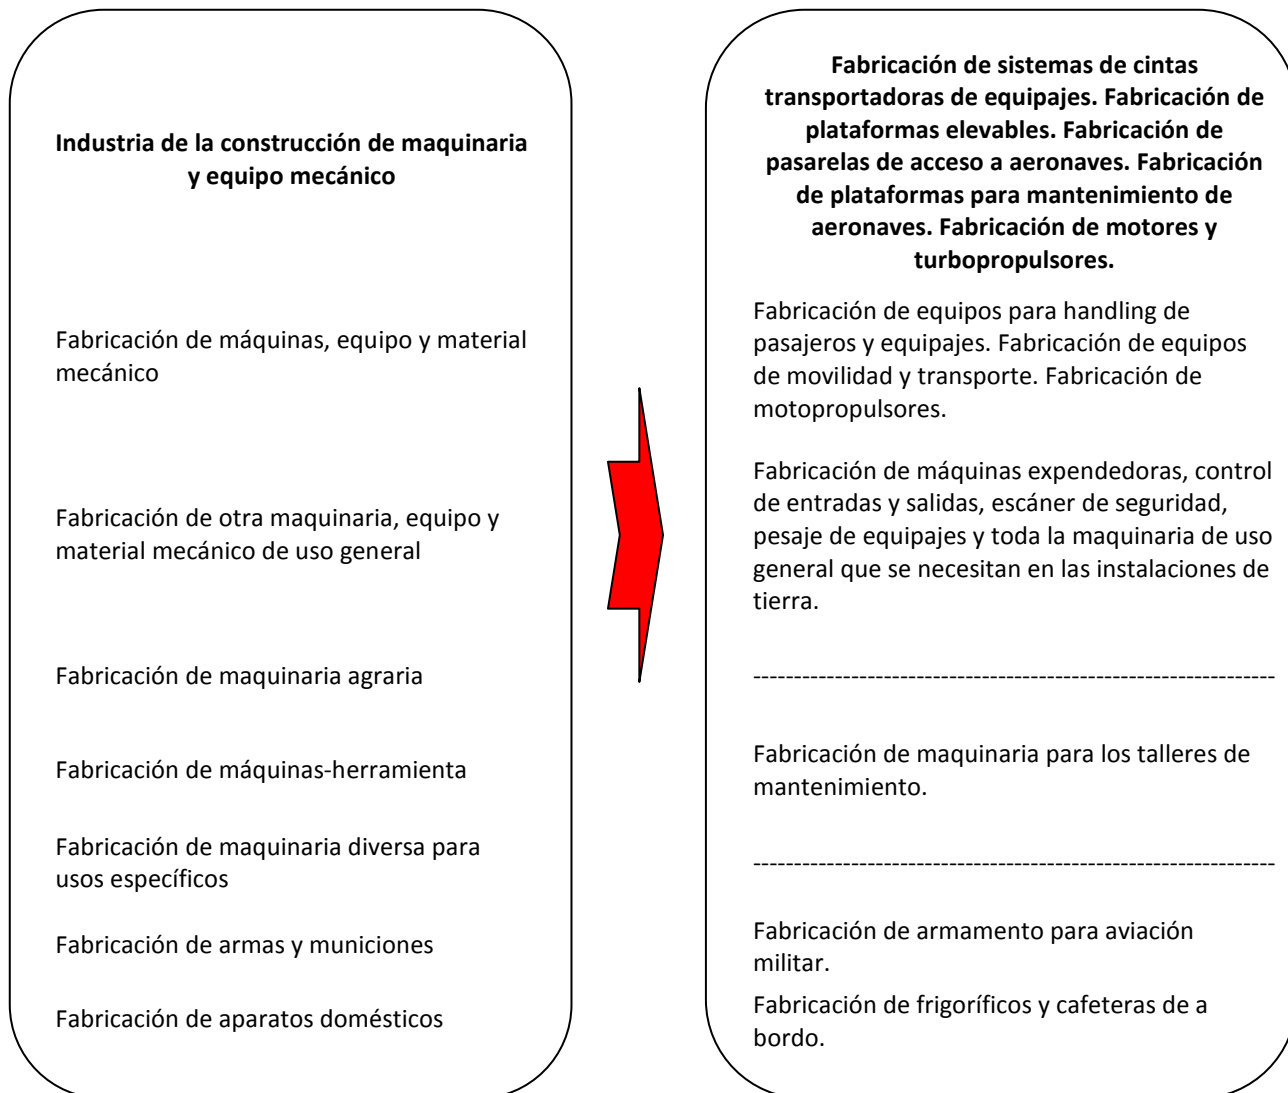 Industria de la construcción de maquinaria
y equipo mecánico
Fabricación de máquinas, equipo y material
mecánico
Fabricación de otra maquinaria, equipo y
material mecánico de uso general
Fabricación de maquinaria agraria
Fabricación de máquinas-herramienta
Fabricación de maquinaria diversa para
usos específicos
Fabricación de armas y municiones
Fabricación de aparatos domésticos
Fabricación de sistemas de cintas
transportadoras de equipajes. Fabricación de
plataformas elevables. Fabricación de
pasarelas de acceso a aeronaves. Fabricación
de plataformas para mantenimiento de
aeronaves. Fabricación de motores y
turbopropulsores.
Fabricación de equipos para handling de
pasajeros y equipajes. Fabricación de equipos
de movilidad y transporte. Fabricación de
motopropulsores.
Fabricación de máquinas expendedoras, control
de entradas y salidas, escáner de seguridad,
pesaje de equipajes y toda la maquinaria de uso
general que se necesitan en las instalaciones de
tierra.
-----------------------------------------------------------------
Fabricación de maquinaria para los talleres de
mantenimiento.
-----------------------------------------------------------------
Fabricación de armamento para aviación
militar.
Fabricación de frigoríficos y cafeteras de a
bordo.